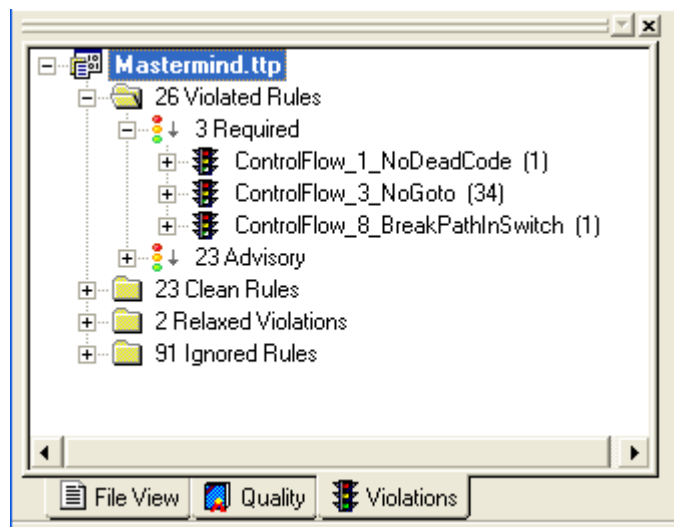 Mastermind.ttp
26 Violated Rules
3 Required
ControlFlow_1_NoDeadCode (1)
ControlFlow_3_NoGoto (34)
ControlFlow_8_BreakPathInSwitch (1)
23 Advisory
23 Clean Rules
2 Relaxed Violations
91 Ignored Rules
File View Quality Violations